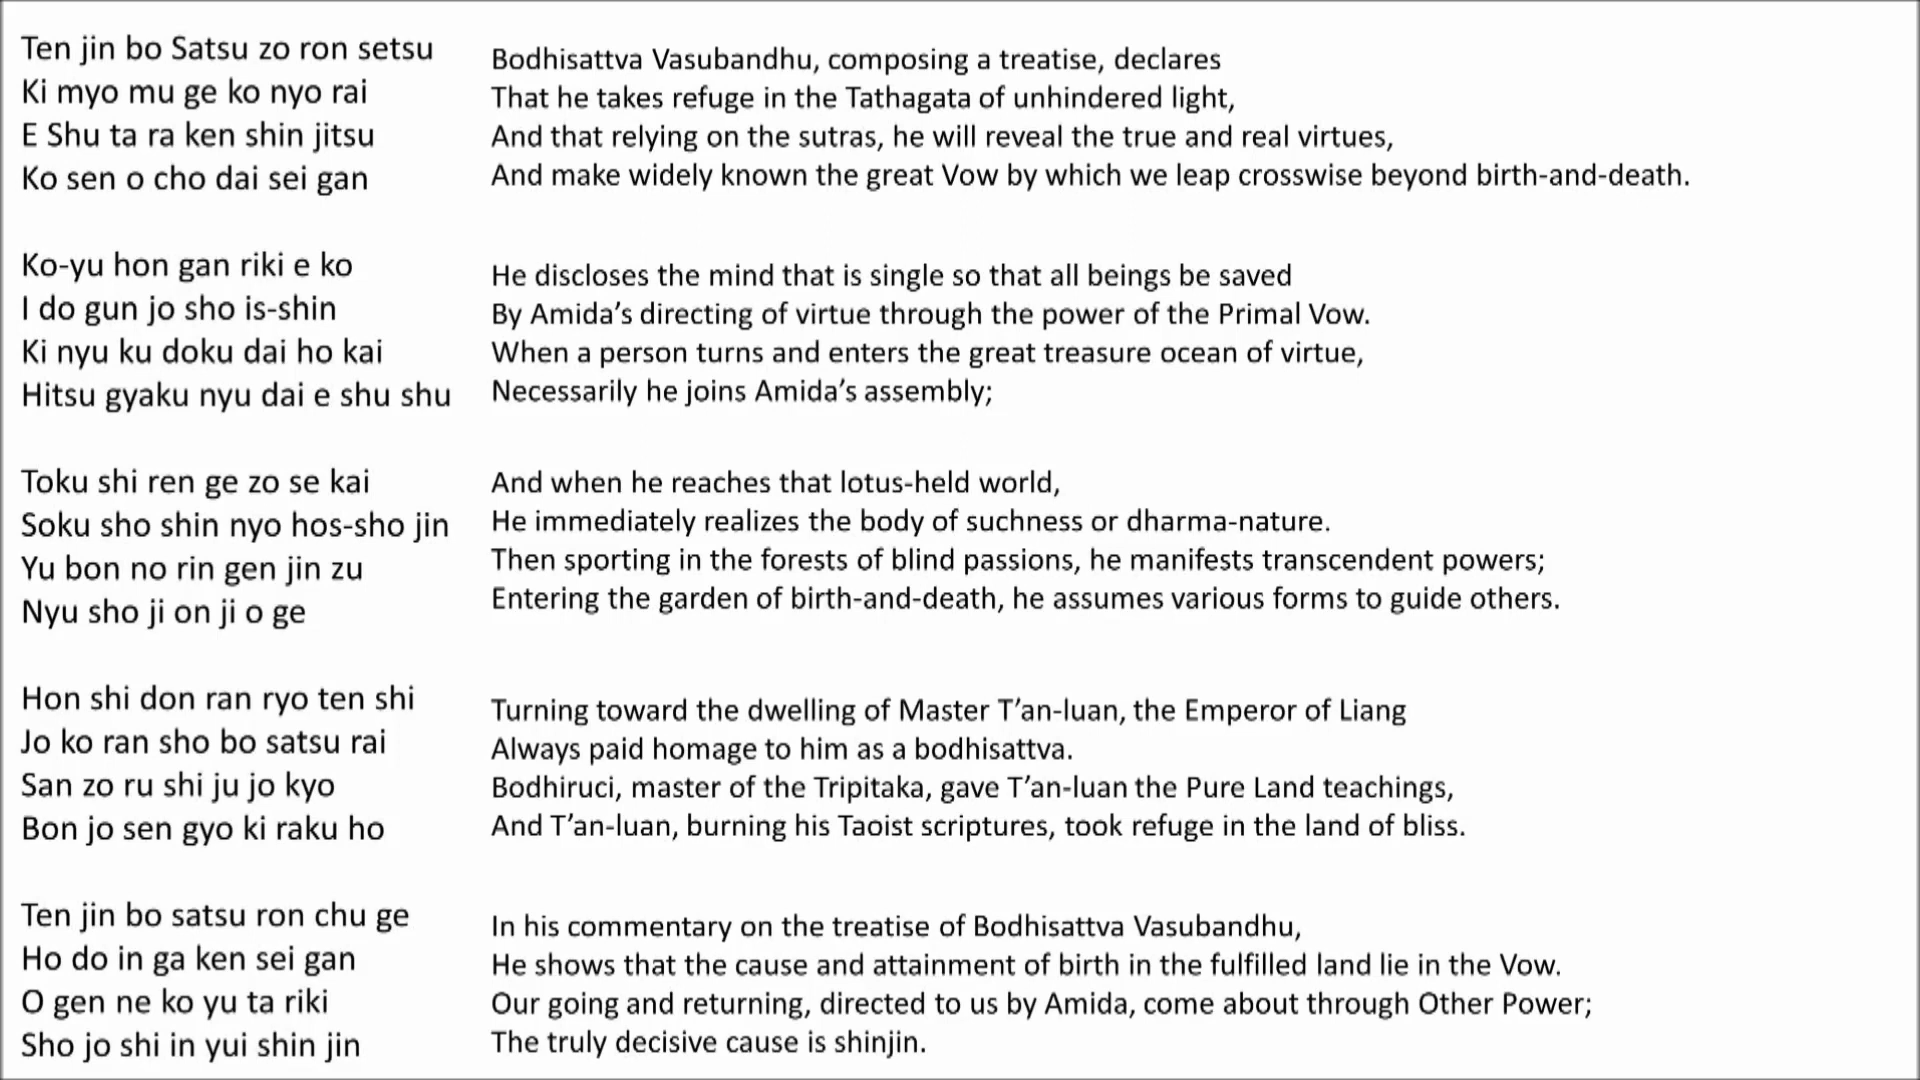 Ten jin bo Satsu zo ron setsu
Ki myo mu ge ko nyo rai
E Shu ta ra ken shin jitsu
Ko sen o cho dai sei gan
Bodhisattva Vasubandhu, composing a treatise, declares
That he takes refuge in the Tathagata of unhindered light,
And that relying on the sutras, he will reveal the true and real virtues,
And make widely known the great Vow by which we leap crosswise beyond birth-and-death.
Ko-yu hon gan riki e ko
I do gun jo sho is-shin
Ki nyu ku doku dai ho kai
Hitsu gyaku nyu dai e shu shu
He discloses the mind that is single so that all beings be saved
By Amida’s directing of virtue through the power of the Primal Vow.
When a person turns and enters the great treasure ocean of virtue,
Necessarily he joins Amida’s assembly;
Toku shi ren ge zo se kai
Soku sho shin nyo hos-sho jin
Yu bon no rin gen jin zu
Nyu sho ji on ji o ge
And when he reaches that lotus-held world,
He immediately realizes the body of suchness or dharma-nature.
Then sporting in the forests of blind passions, he manifests transcendent powers;
Entering the garden of birth-and-death, he assumes various forms to guide others.
Hon shi don ran ryo ten shi
Jo ko ran sho bo satsu rai
San zo ru shi ju jo kyo
Bon jo sen gyo ki raku ho
Turning toward the dwelling of Master T’an-luan, the Emperor of Liang
Always paid homage to him as a bodhisattva.
Bodhiruci, master of the Tripitaka, gave T’an-luan the Pure Land teachings,
And T’an-luan, burning his Taoist scriptures, took refuge in the land of bliss.
Ten jin bo satsu ron chu ge
Ho do in ga ken sei gan
O gen ne ko yu ta riki
Sho jo shi in yui shin jin
In his commentary on the treatise of Bodhisattva Vasubandhu,
He shows that the cause and attainment of birth in the fulfilled land lie in the Vow.
Our going and returning, directed to us by Amida, come about through Other Power;
The truly decisive cause is shinjin.